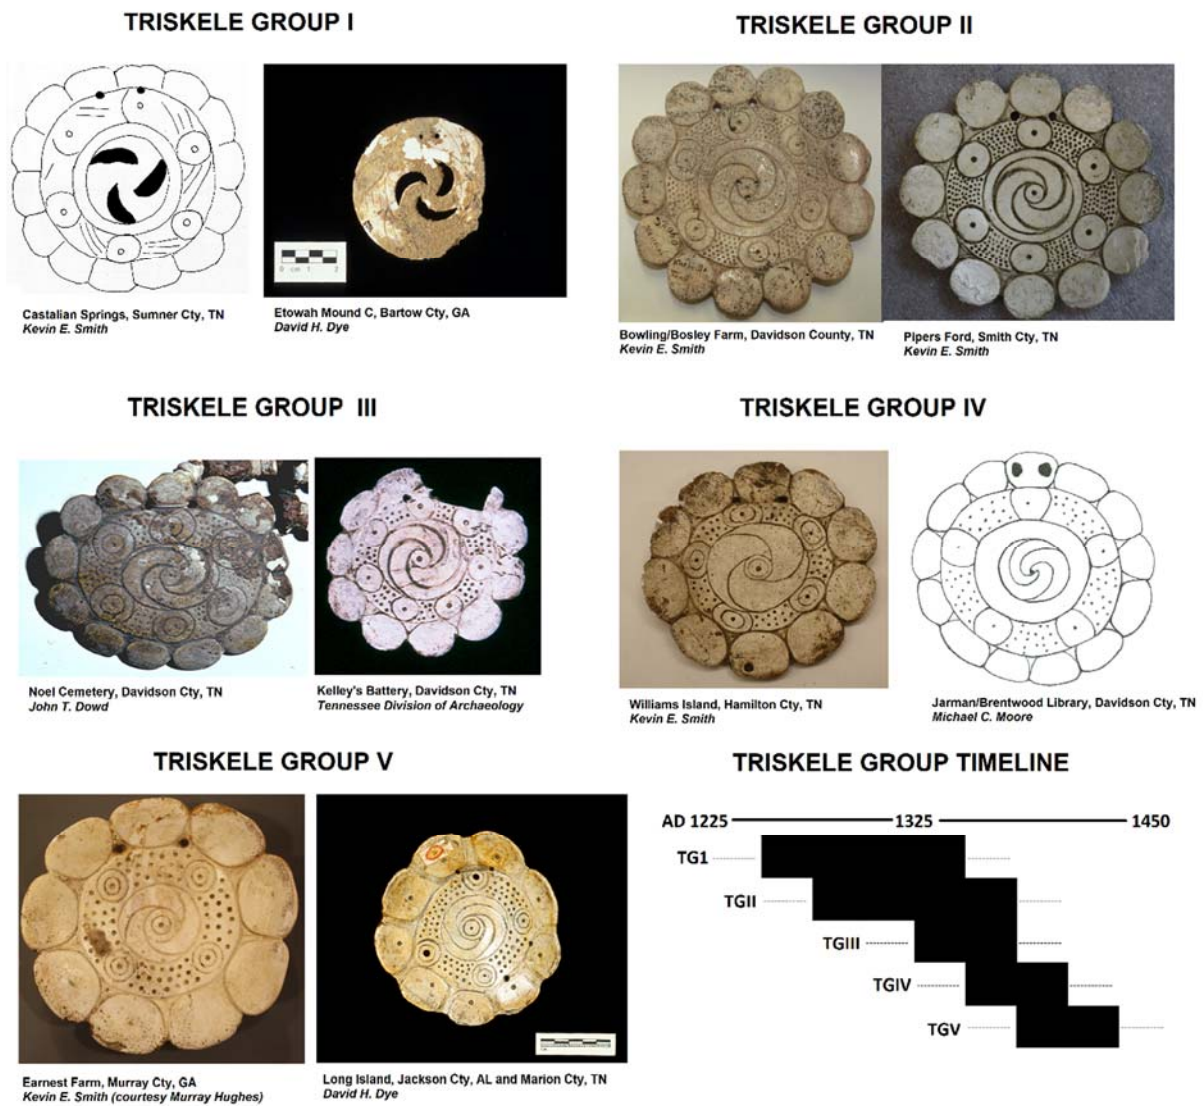 TRISKELE GROUP I
TRISKELE GROUP II
0 cm 1 2
Castalian Springs, Sumner Cty, TN
Kevin E. Smith
Etowah Mound C, Bartow Cty, GA
David H. Dye
Bowling/Bosley Farm, Davidson County, TN
Kevin E. Smith
Pipers Ford, Smith Cty, TN
Kevin E. Smith
TRISKELE GROUP III
TRISKELE GROUP IV
Noel Cemetery, Davidson Cty, TN
John T. Dowd
Kelley's Battery, Davidson Cty, TN
Tennessee Division of Archaeology
Williams Island, Hamilton Cty, TN
Kevin E. Smith
Jarman/Brentwood Library, Davidson Cty, TN
Michael C. Moore
TRISKELE GROUP V
TRISKELE GROUP TIMELINE
AD 1225 1325 1450
TG1
TGII
TGIII
TGIV
TGV
Earnest Farm, Murray Cty, GA
Kevin E. Smith (courtesy Murray Hughes)
Long Island, Jackson Cty, AL and Marion Cty, TN
David H. Dye